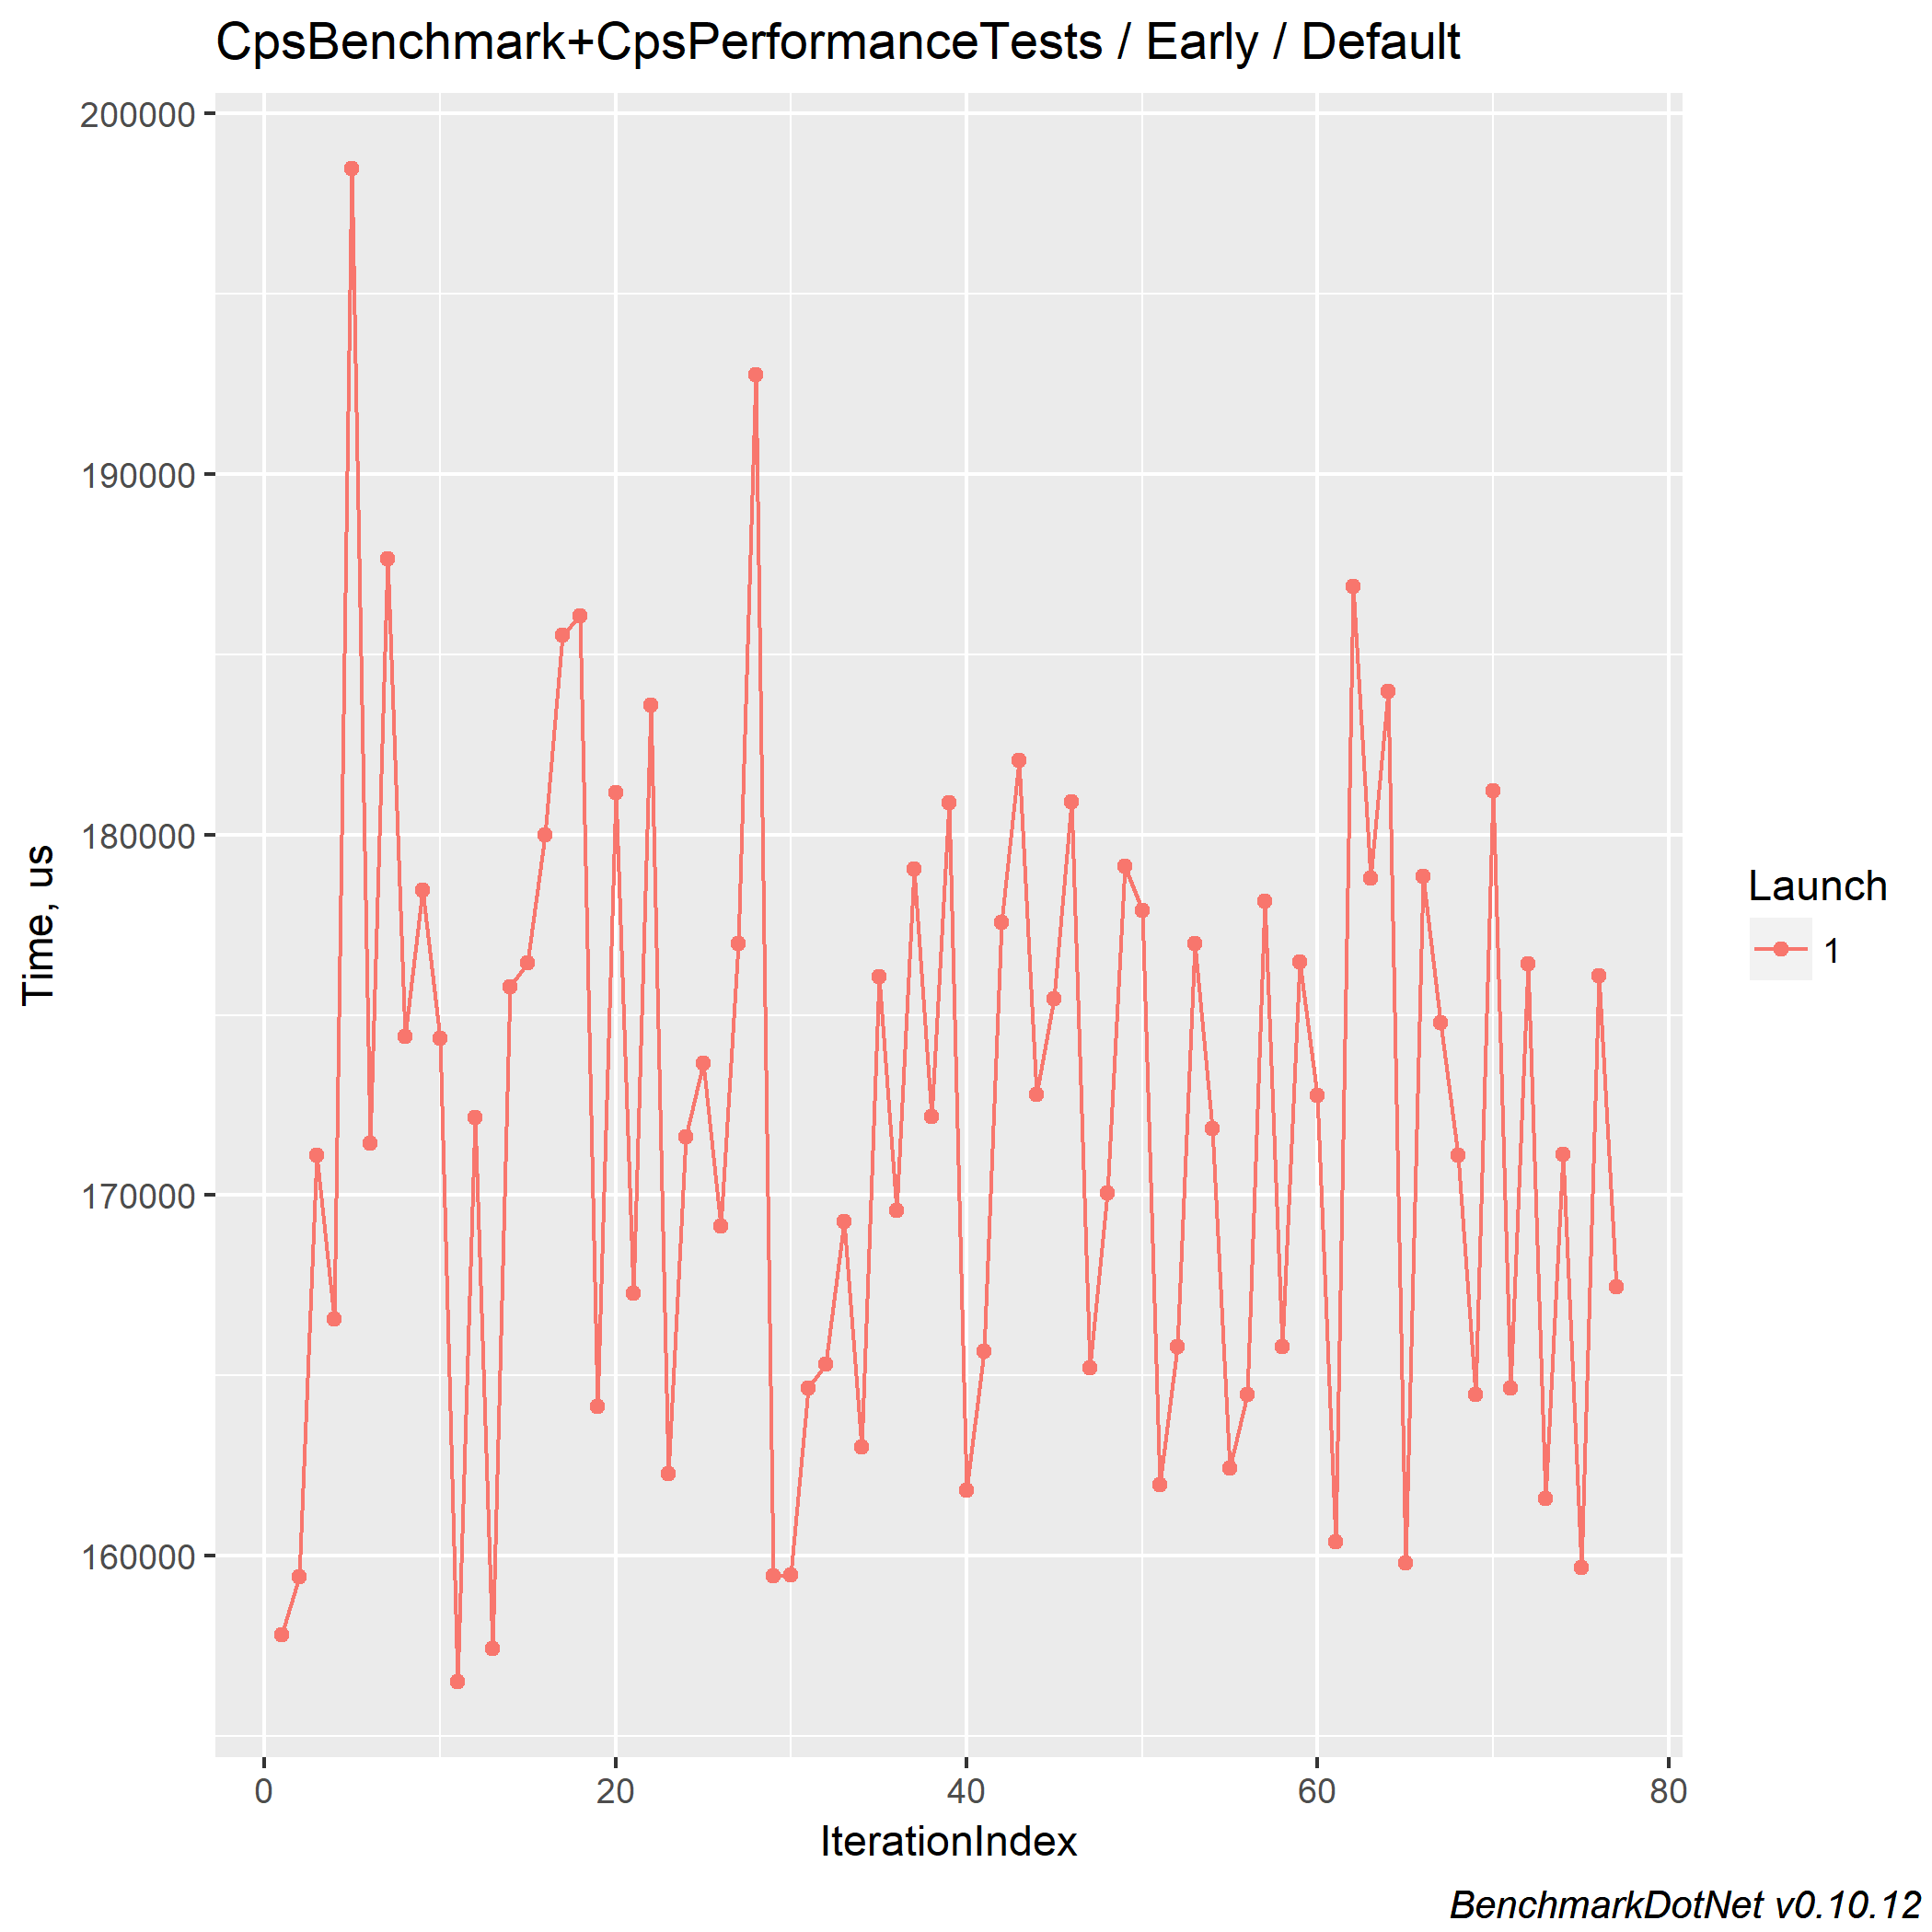 CpsBenchmark+CpsPerformanceTests / Early / Default
200000
190000
180000
170000
160000
Time, us
0 20 40 60 80
IterationIndex
Launch
1
BenchmarkDotNet v0.10.12